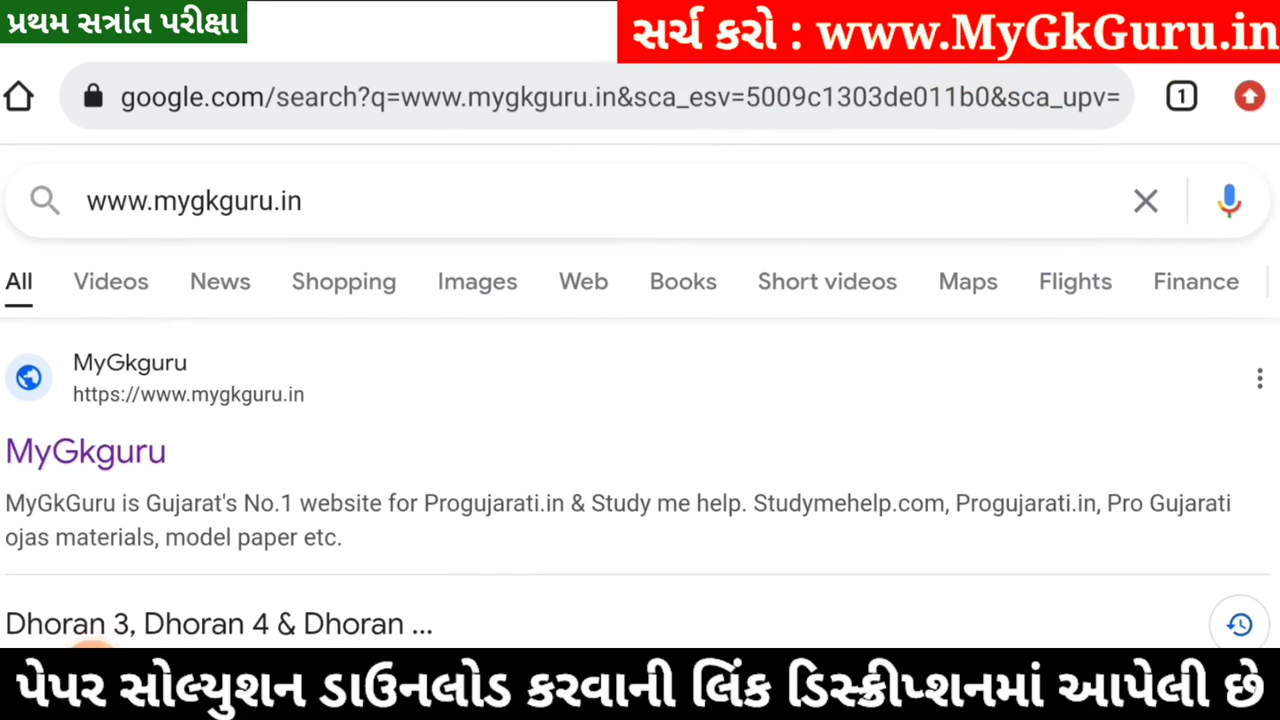 પ્રથમ સત્રાંત પરીક્ષા
સર્ચ કરો : www.MyGkGuru.in
google.com/search?q=www.mygkguru.in&sca_esv=5009c1303de011b0&sca_upv=
1
www.mygkguru.in
All Videos News Shopping Images Web Books Short videos Maps Flights Finance
MyGkguru
https://www.mygkguru.in
MyGkguru
MyGkGuru is Gujarat's No.1 website for Progujarati.in & Study me help. Studymehelp.com, Progujarati.in, Pro Gujarati
ojas materials, model paper etc.
Dhoran 3, Dhoran 4 & Dhoran ...
પેપર સોલ્યુશન ડાઉનલોડ કરવાની લિંક ડિસ્ક્રીપ્શનમાં આપેલી છે